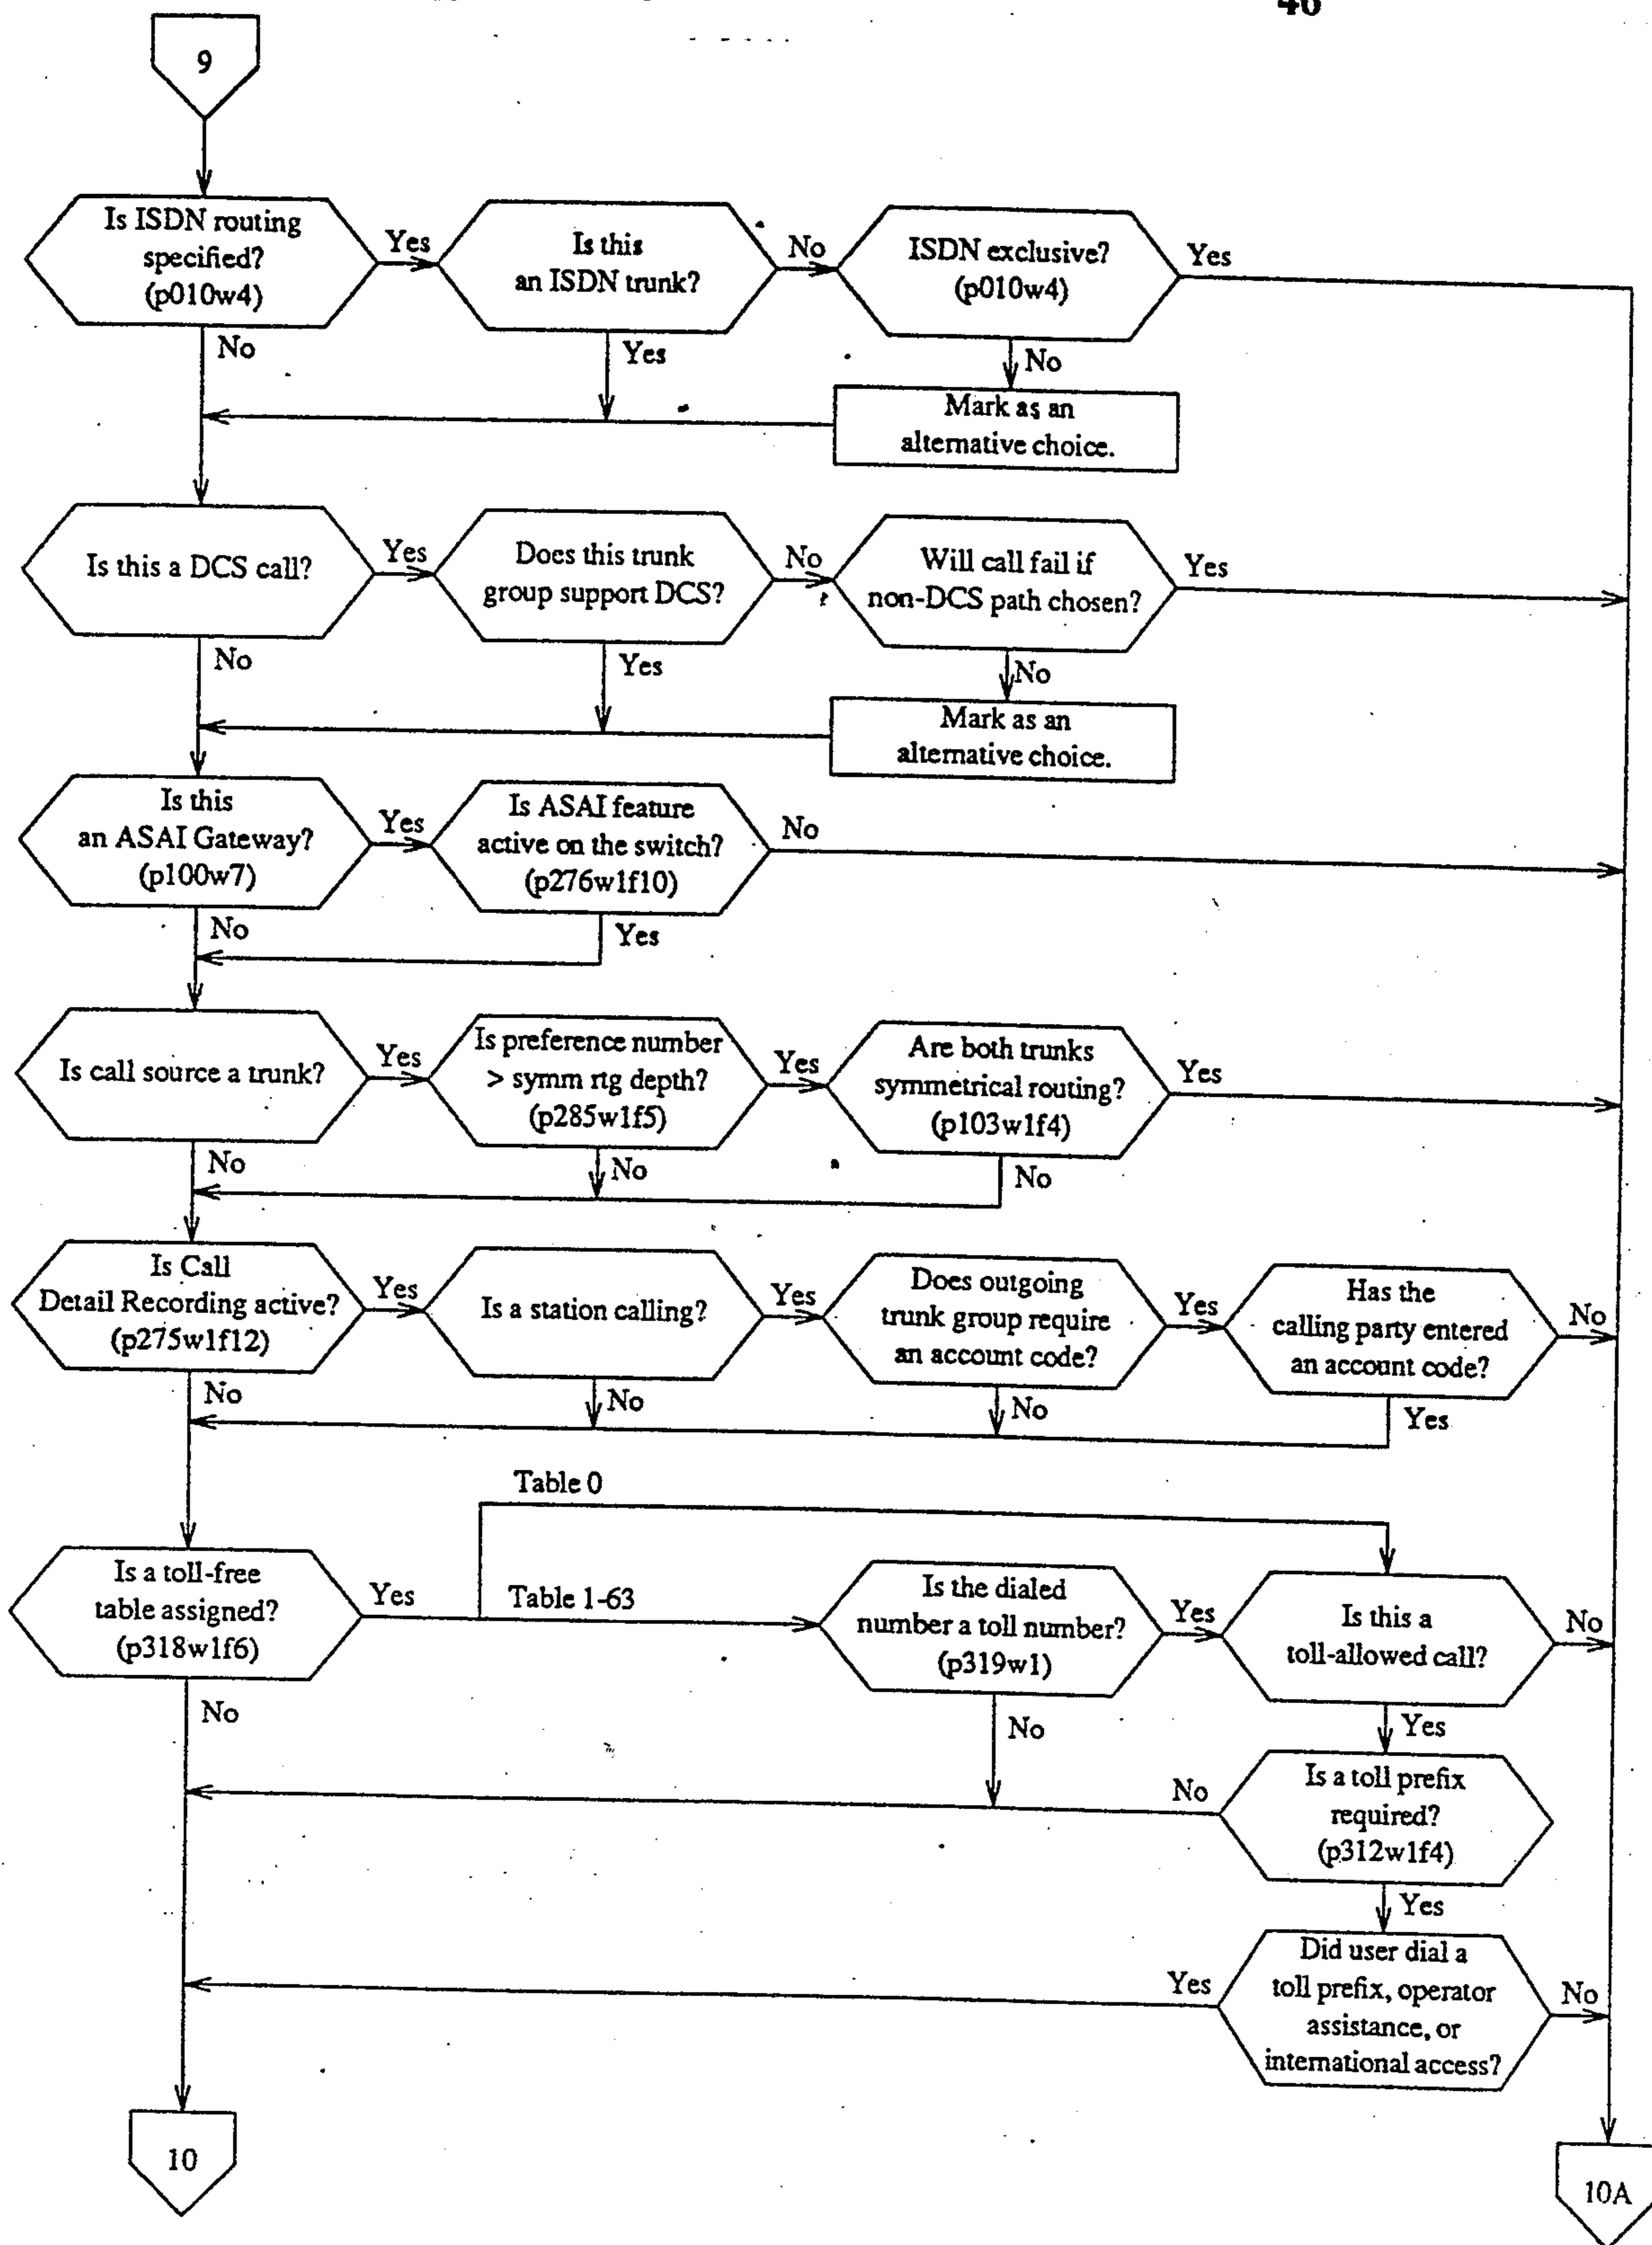 46
9
Is ISDN routing
specified?
(p010w4)
Yes
Is this
an ISDN trunk?
No
ISDN exclusive?
(p010w4)
Yes
No
Yes
No
Mark as an
alternative choice.
Is this a DCS call?
Yes
Does this trunk
group support DCS?
No
Will call fail if
non-DCS path chosen?
Yes
No
Yes
No
Mark as an
alternative choice.
Is this
an ASAI Gateway?
(p100w7)
Yes
Is ASAI feature
active on the switch?
(p276w1f10)
No
No
Yes
Is call source a trunk?
Yes
Is preference number
> symm rtg depth?
(p285w1f5)
Yes
Are both trunks
symmetrical routing?
(p103w1f4)
Yes
No
No
No
Is Call
Detail Recording active?
(p275w1f12)
Yes
Is a station calling?
Yes
Does outgoing
trunk group require
an account code?
Yes
Has the
calling party entered
an account code?
No
No
No
No
Yes
Table 0
Is a toll-free
table assigned?
(p318w1f6)
Yes
Table 1-63
Is the dialed
number a toll number?
(p319w1)
Yes
Is this a
toll-allowed call?
No
No
No
Yes
Is a toll prefix
required?
(p312w1f4)
No
Yes
Did user dial a
toll prefix, operator
assistance, or
international access?
Yes
No
10
10A